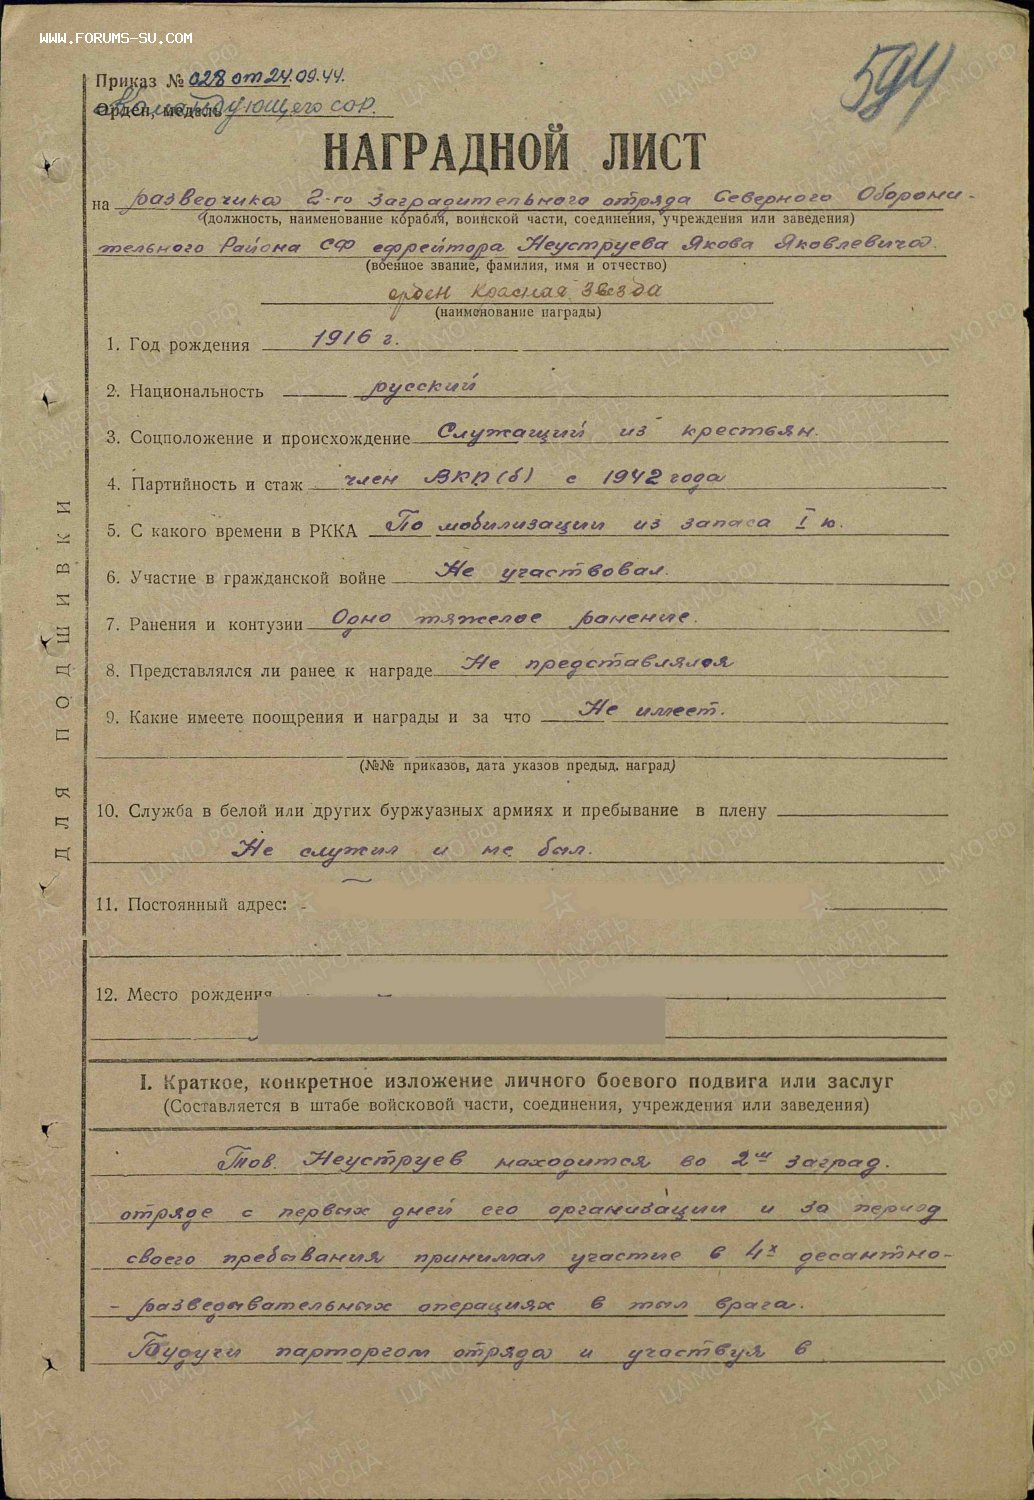 WWW.FORUMS-SU.COM
594
Приказ № 028 от 24.09.44.
Орден, медаль Командующего СОР.
НАГРАДНОЙ ЛИСТ
на разведчика 2-го Заградительного отряда Северного Оборони-
(должность, наименование корабля, воинской части, соединения, учреждения или заведения)
тельного Района СФ ефрейтора Неуструева Якова Яковлевича.
(военное звание, фамилия, имя и отчество)
орден Красная Звезда
(наименование награды)
1. Год рождения 1916 г.
2. Национальность русский
3. Соцположение и происхождение Служащий из крестьян.
4. Партийность и стаж член ВКП(б) с 1942 года
5. С какого времени в РККА По мобилизации из запаса I ю.
6. Участие в гражданской войне Не участвовал.
7. Ранения и контузии Одно тяжелое ранение.
8. Представлялся ли ранее к награде Не представлялся
9. Какие имеете поощрения и награды и за что Не имеет.
(№№ приказов, дата указов предыд. наград)
10. Служба в белой или других буржуазных армиях и пребывание в плену
Не служил и не был.
11. Постоянный адрес:
12. Место рождения
ДЛЯ ПОДШИВКИ
I. Краткое, конкретное изложение личного боевого подвига или заслуг
(Составляется в штабе войсковой части, соединения, учреждения или заведения)
Тов. Неуструев находится во 2ом заград.
отряде с первых дней его организации и за период
своего пребывания принимал участие в 4х десантно-
- разведывательных операциях в тыл врага.
Будучи парторгом отряда и участвуя в
ПАМЯТЬ НАРОДА
ЦАМО.РФ